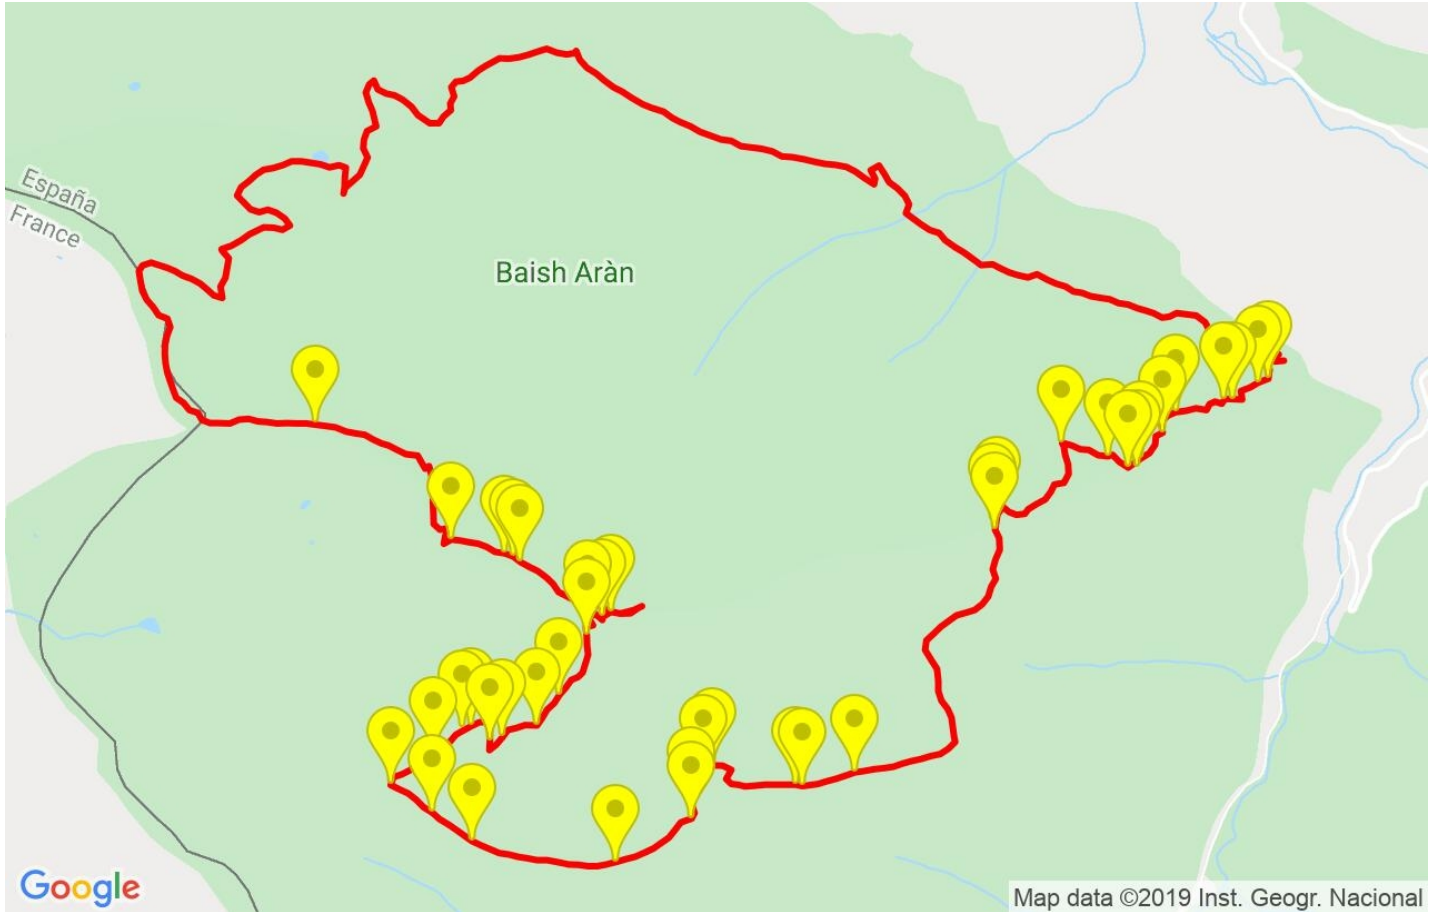 España
France
Baish Aràn
Google
Map data ©2019 Inst. Geogr. Nacional